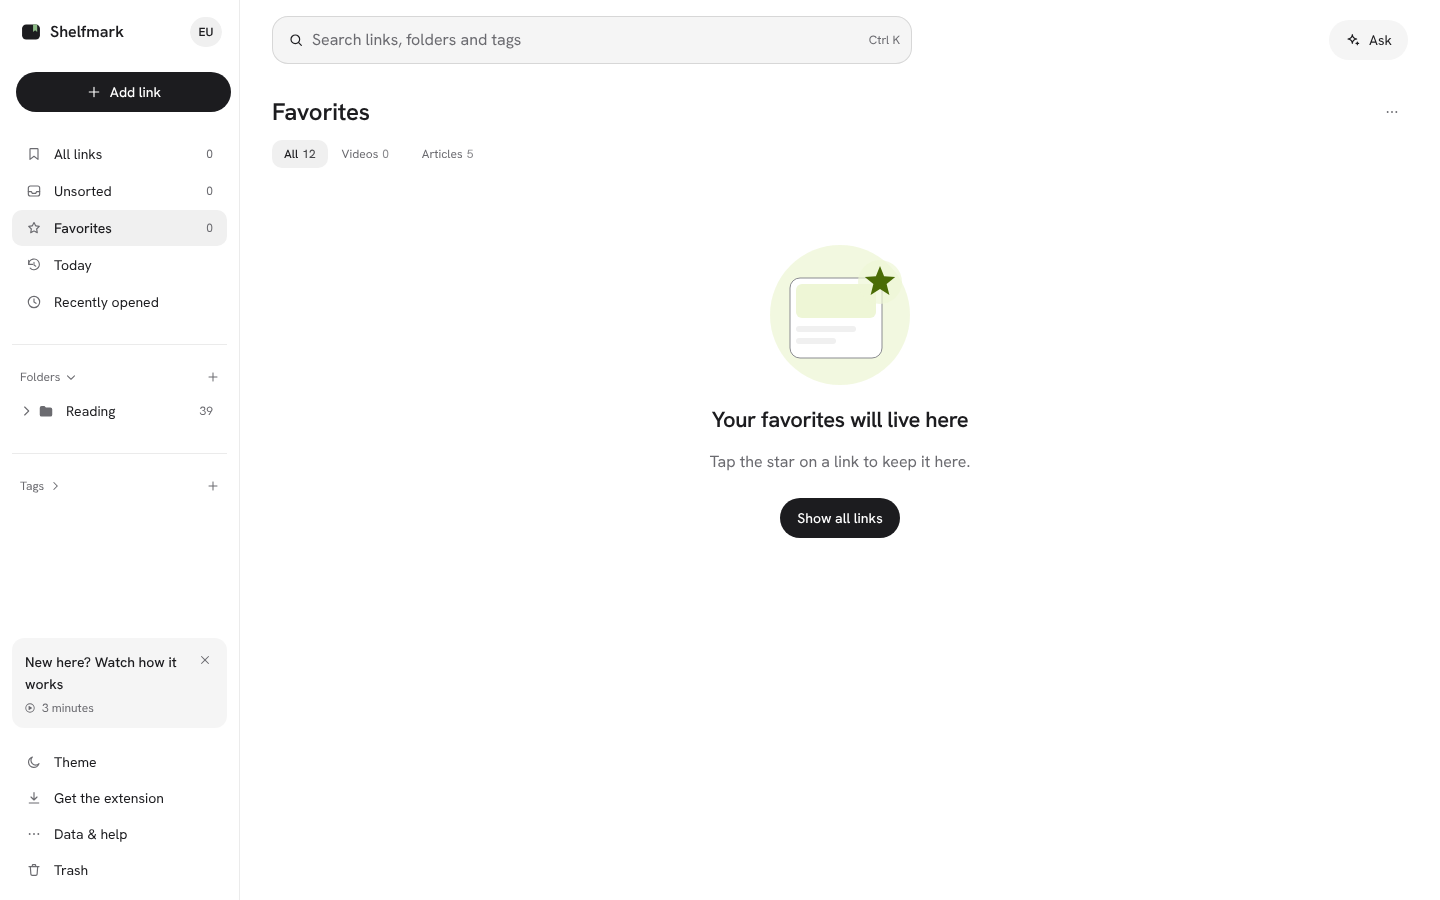 Shelfmark
EU
Add link
All links 0
Unsorted 0
Favorites 0
Today
Recently opened
Folders
Reading 39
Tags
New here? Watch how it
works
3 minutes
Theme
Get the extension
Data & help
Trash
Search links, folders and tags Ctrl K
Ask
Favorites
All 12 Videos 0 Articles 5
Your favorites will live here
Tap the star on a link to keep it here.
Show all links